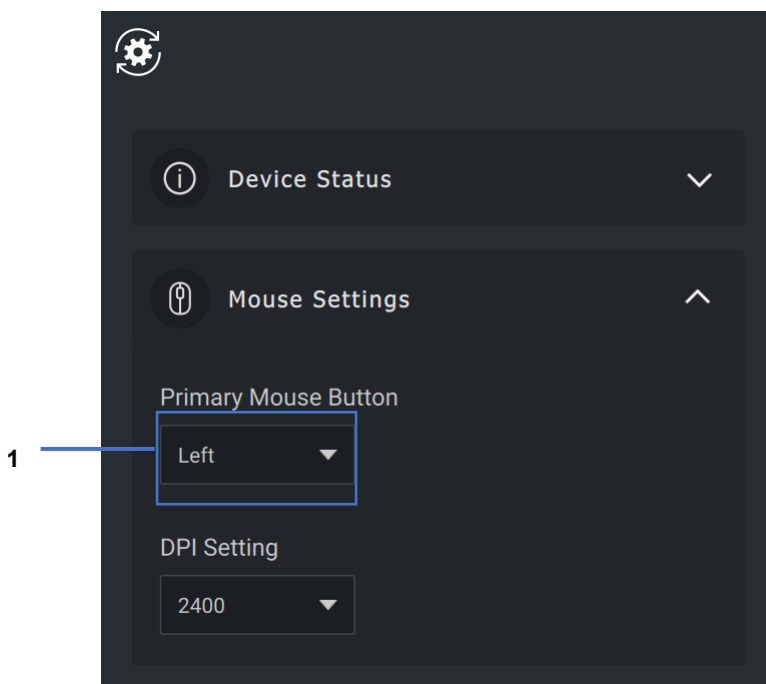 Device Status
Mouse Settings
Primary Mouse Button
1
Left
DPI Setting
2400